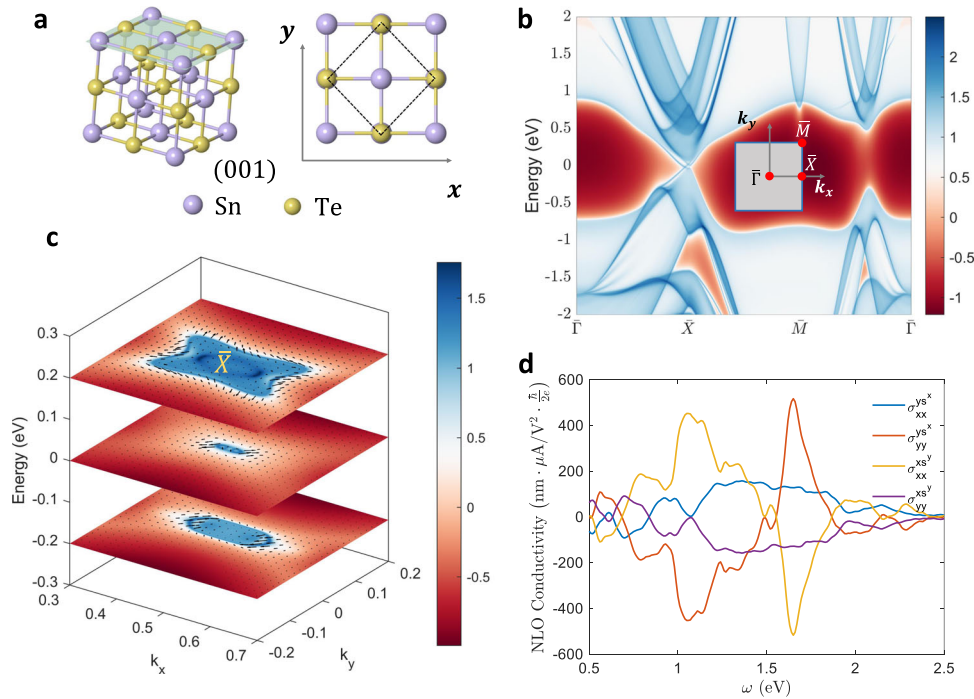 a
y
x
(001)
Sn
Te
b
2
1.5
1
0.5
0
-0.5
-1
-1.5
-2
Energy (eV)
Γ̄
X̄
M̄
Γ̄
k_y
M̄
Γ̄
X̄
k_x
2
1.5
1
0.5
0
-0.5
-1
c
0.3
0.2
0.1
0
-0.1
-0.2
-0.3
Energy (eV)
X̄
0.3
0.4
0.5
0.6
0.7
k_x
-0.2
-0.1
0
0.1
0.2
k_y
1.5
1
0.5
0
-0.5
d
600
400
200
0
-200
-400
-600
NLO Conductivity (nm · μA/V² · ħ/2e)
σ_xx^{ys^x}
σ_yy^{ys^x}
σ_xx^{xs^y}
σ_yy^{xs^y}
0.5
1
1.5
2
2.5
ω (eV)